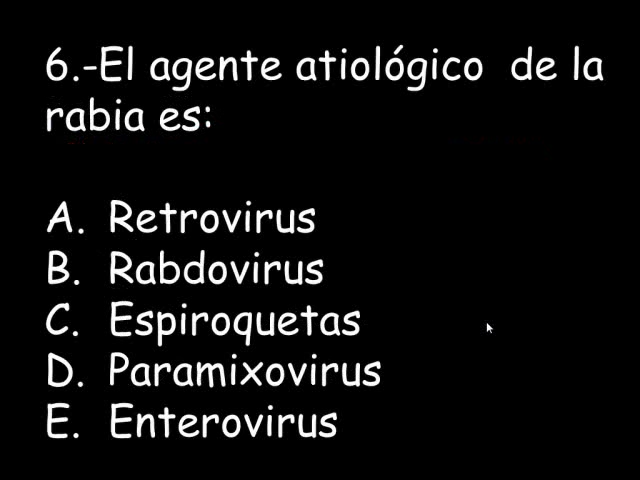 6.-El agente atiológico de la
rabia es:
A. Retrovirus
B. Rabdovirus
C. Espiroquetas
D. Paramixovirus
E. Enterovirus